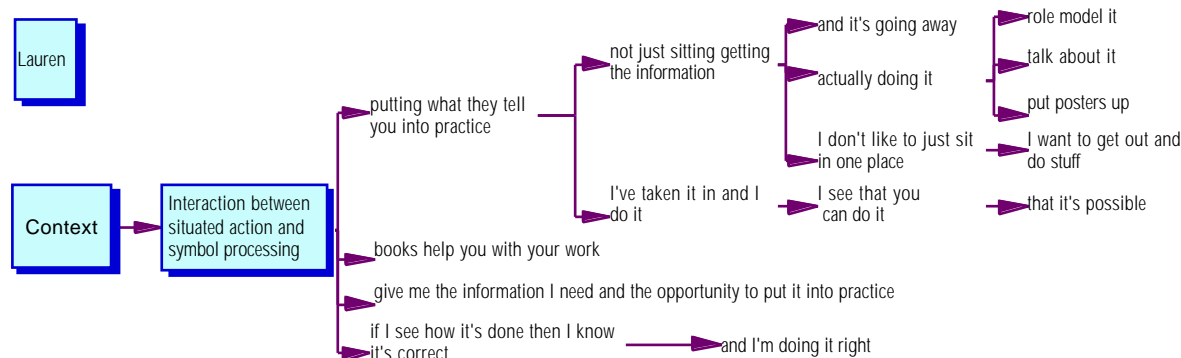 Lauren
Context
Interaction between
situated action and
symbol processing
putting what they tell
you into practice
not just sitting getting
the information
and it's going away
actually doing it
role model it
talk about it
put posters up
I don't like to just sit
in one place
I want to get out and
do stuff
I've taken it in and I
do it
I see that you
can do it
that it's possible
books help you with your work
give me the information I need and the opportunity to put it into practice
if I see how it's done then I know
it's correct
and I'm doing it right